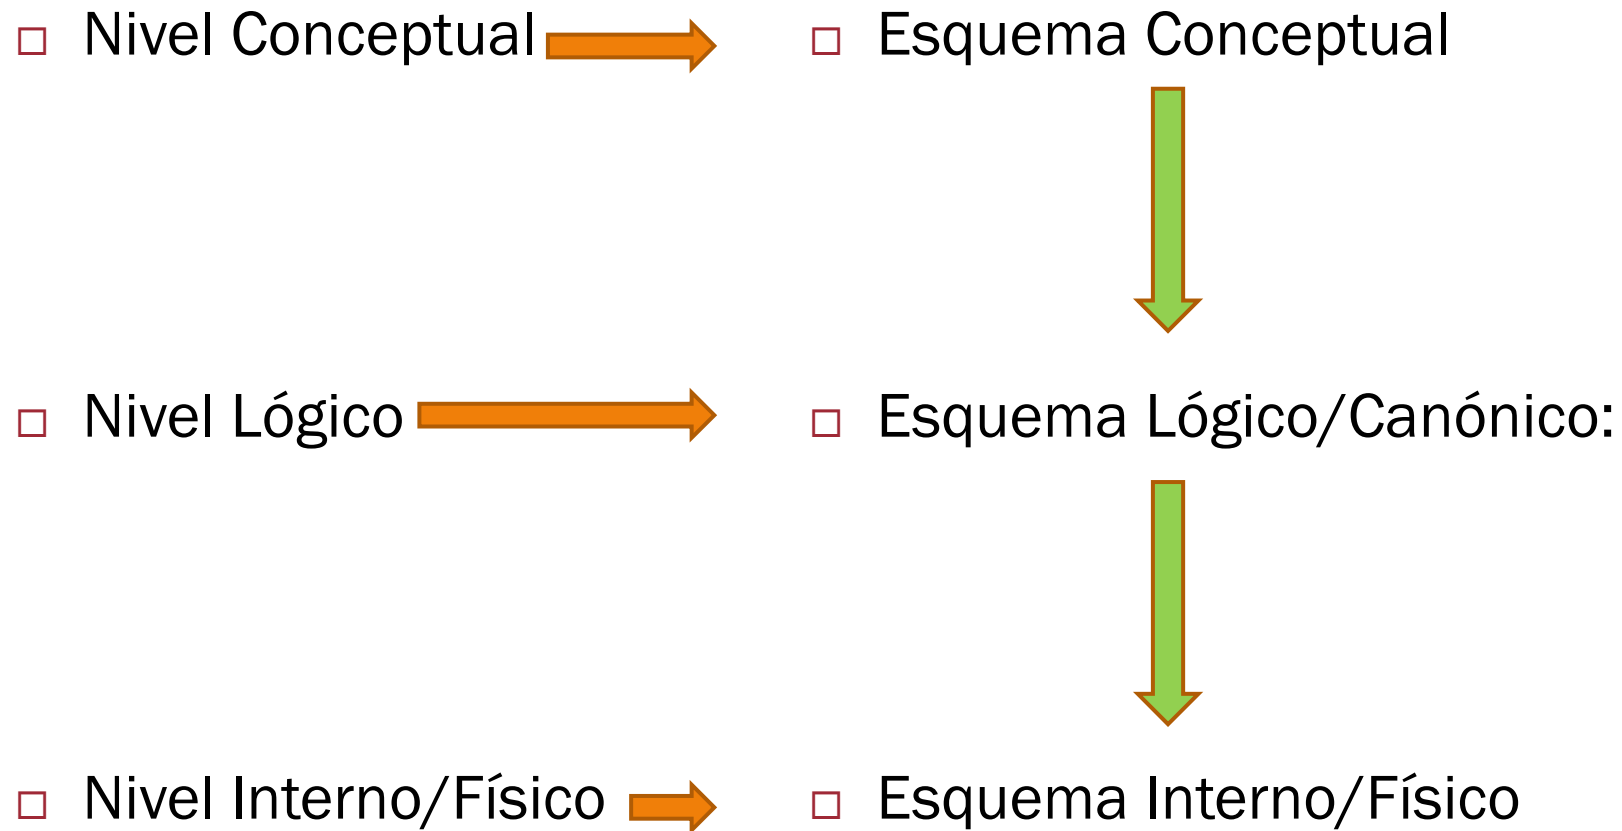 Nivel Conceptual
Esquema Conceptual
Nivel Lógico
Esquema Lógico/Canónico:
Nivel Interno/Físico
Esquema Interno/Físico